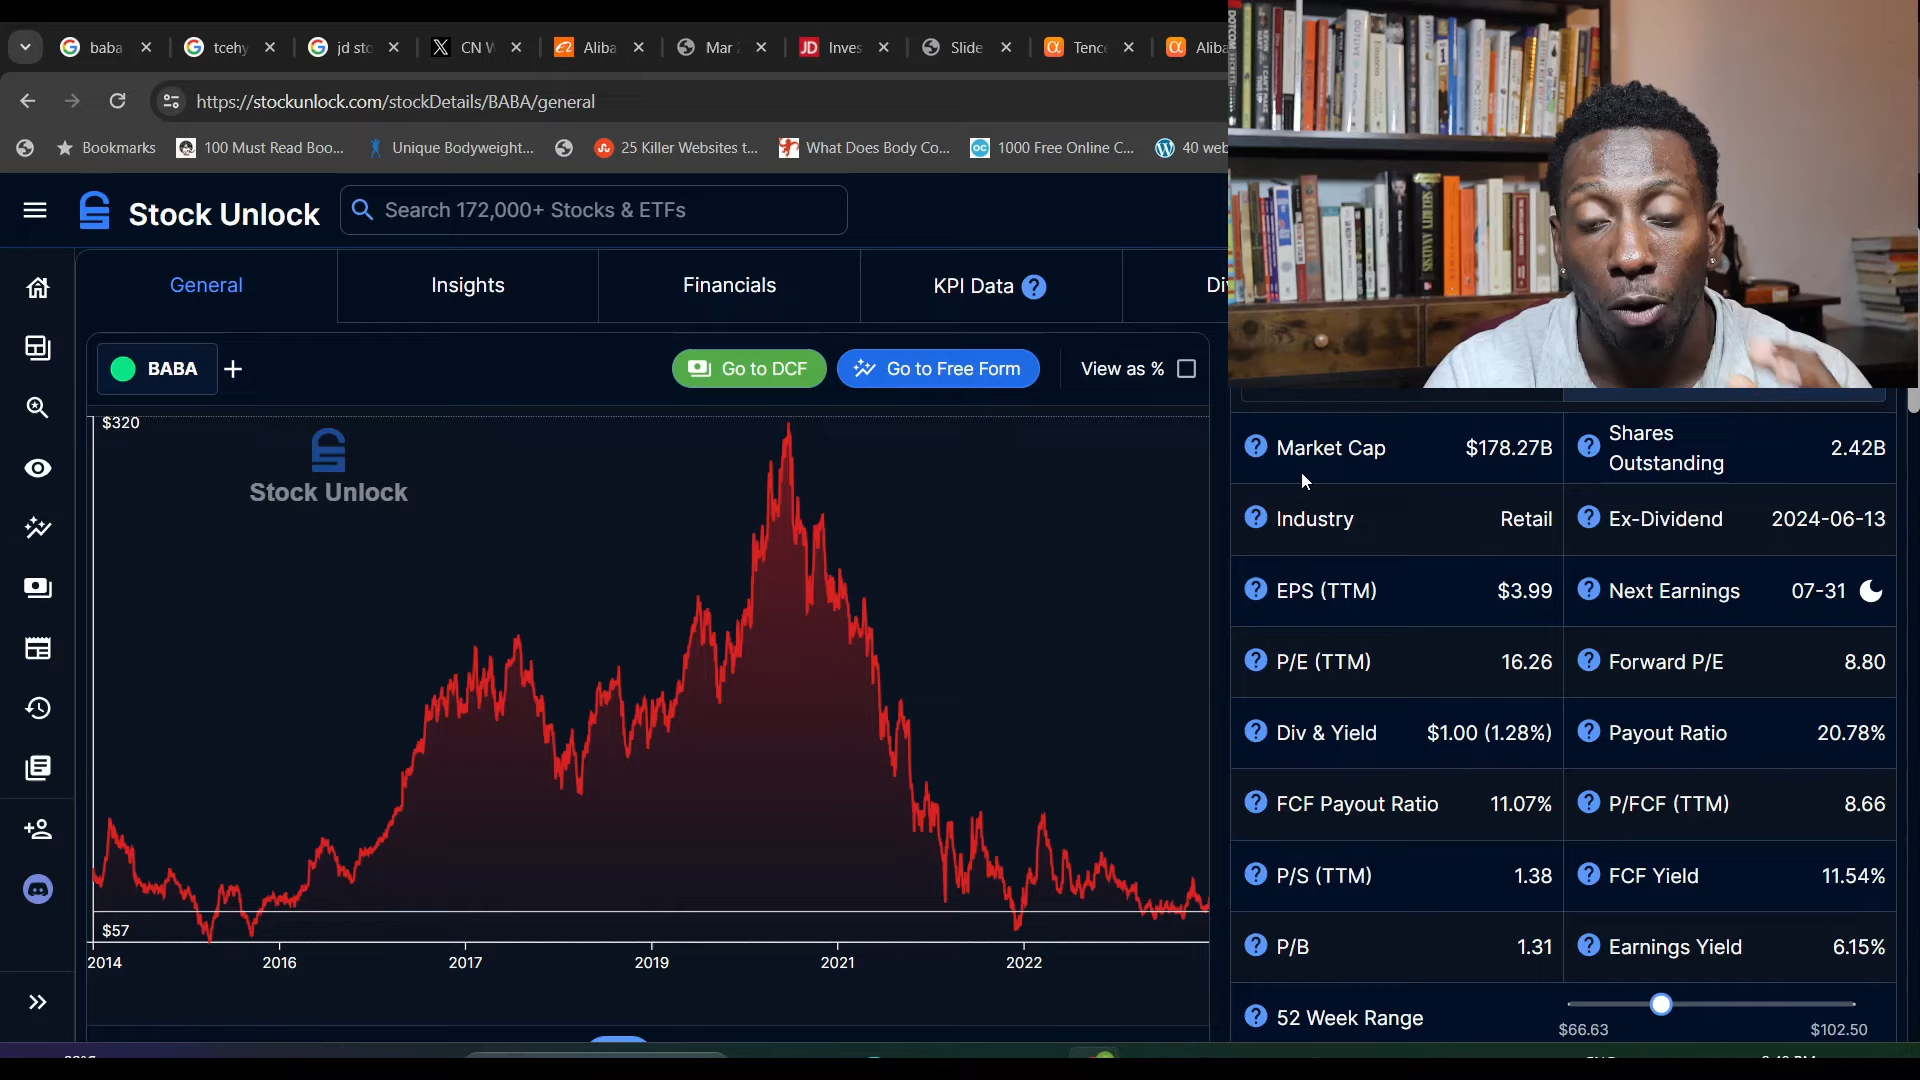 baba
tcehy
jd sto
CN W
Aliba
Mar 2
Inves
Slide
Tence
Aliba
https://stockunlock.com/stockDetails/BABA/general
Bookmarks
100 Must Read Boo...
Unique Bodyweight...
25 Killer Websites t...
What Does Body Co...
1000 Free Online C...
40 web
Stock Unlock
Search 172,000+ Stocks & ETFs
General
Insights
Financials
KPI Data ?
Di
BABA +
Go to DCF
Go to Free Form
View as %
$320
Stock Unlock
$57
2014
2016
2017
2019
2021
2022
SECURITY ANALYSIS
? Market Cap $178.27B
? Shares Outstanding 2.42B
? Industry Retail
? Ex-Dividend 2024-06-13
? EPS (TTM) $3.99
? Next Earnings 07-31
? P/E (TTM) 16.26
? Forward P/E 8.80
? Div & Yield $1.00 (1.28%)
? Payout Ratio 20.78%
? FCF Payout Ratio 11.07%
? P/FCF (TTM) 8.66
? P/S (TTM) 1.38
? FCF Yield 11.54%
? P/B 1.31
? Earnings Yield 6.15%
? 52 Week Range
$66.63
$102.50